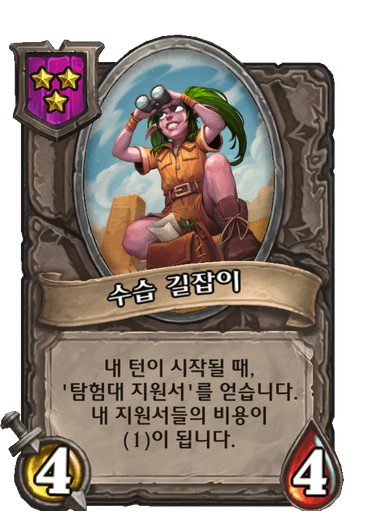 수습 길잡이
내 턴이 시작될 때,
'탐험대 지원서'를 얻습니다.
내 지원서들의 비용이
(1)이 됩니다.
4 4